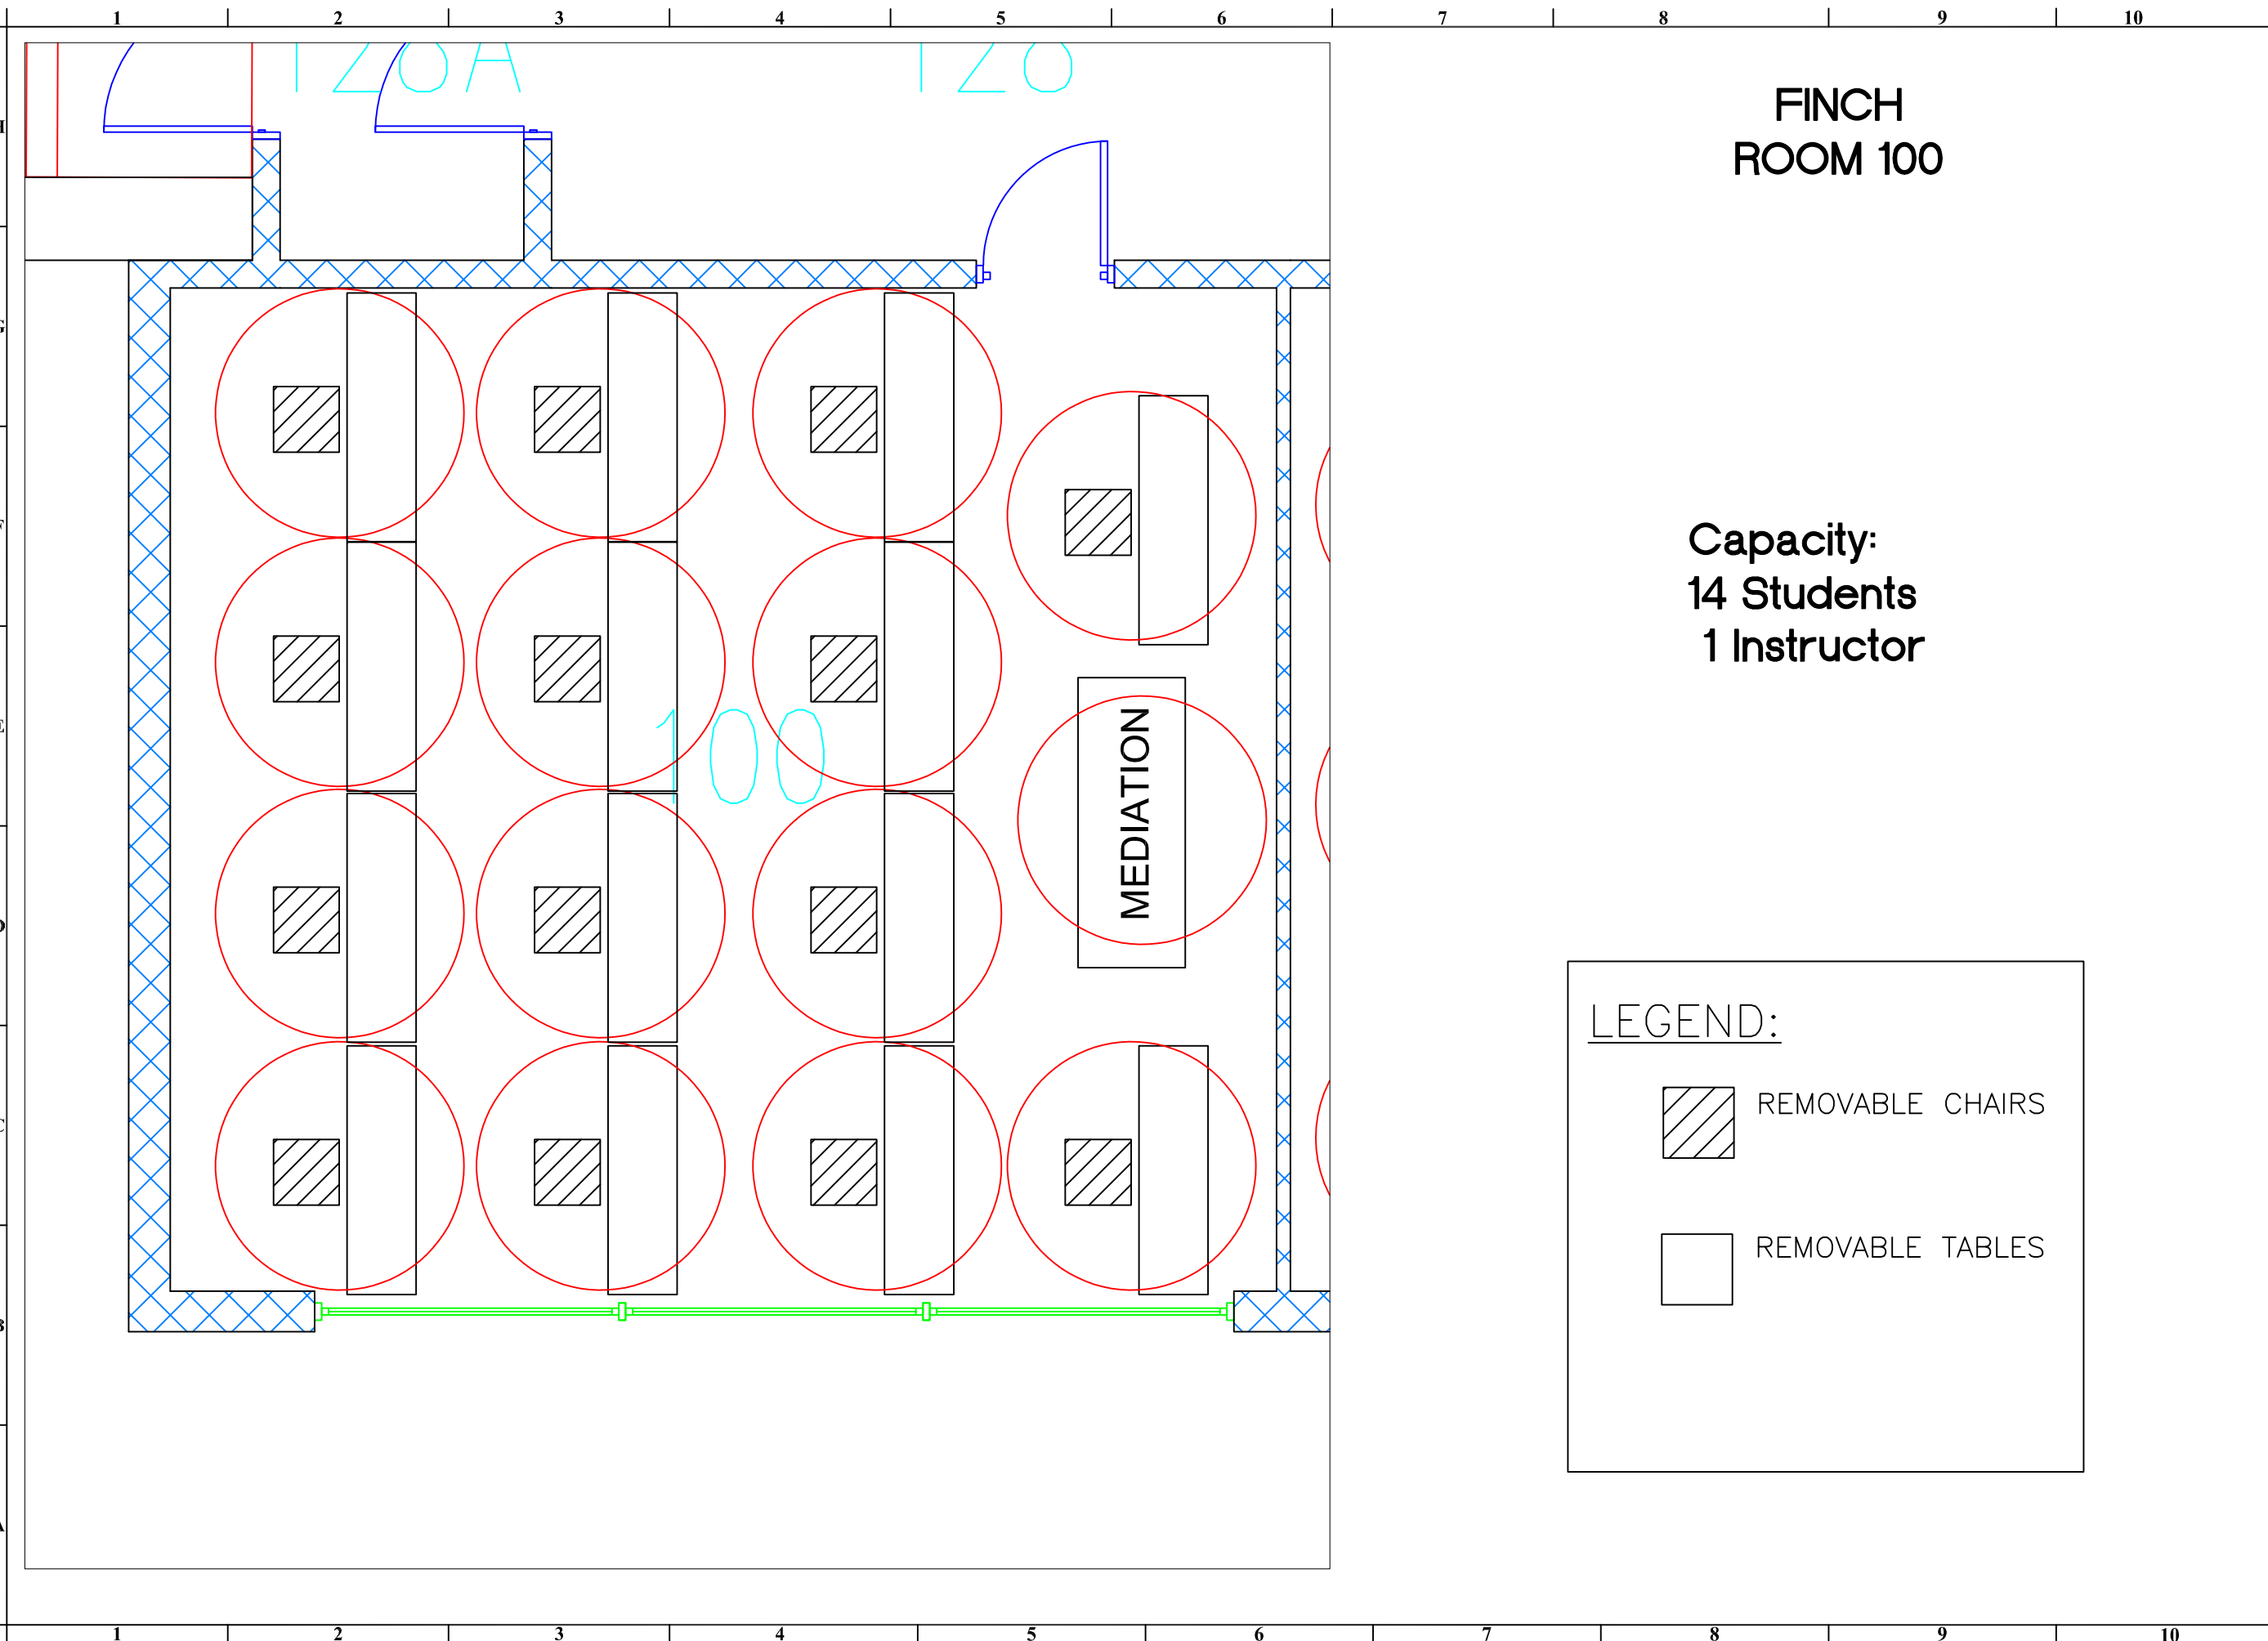 1 2 3 4 5 6 7 8 9 10
FINCH
ROOM 100
Capacity:
14 Students
1 Instructor
100
MEDIATION
LEGEND:
REMOVABLE CHAIRS
REMOVABLE TABLES
E
1 2 3 4 5 6 7 8 9 10